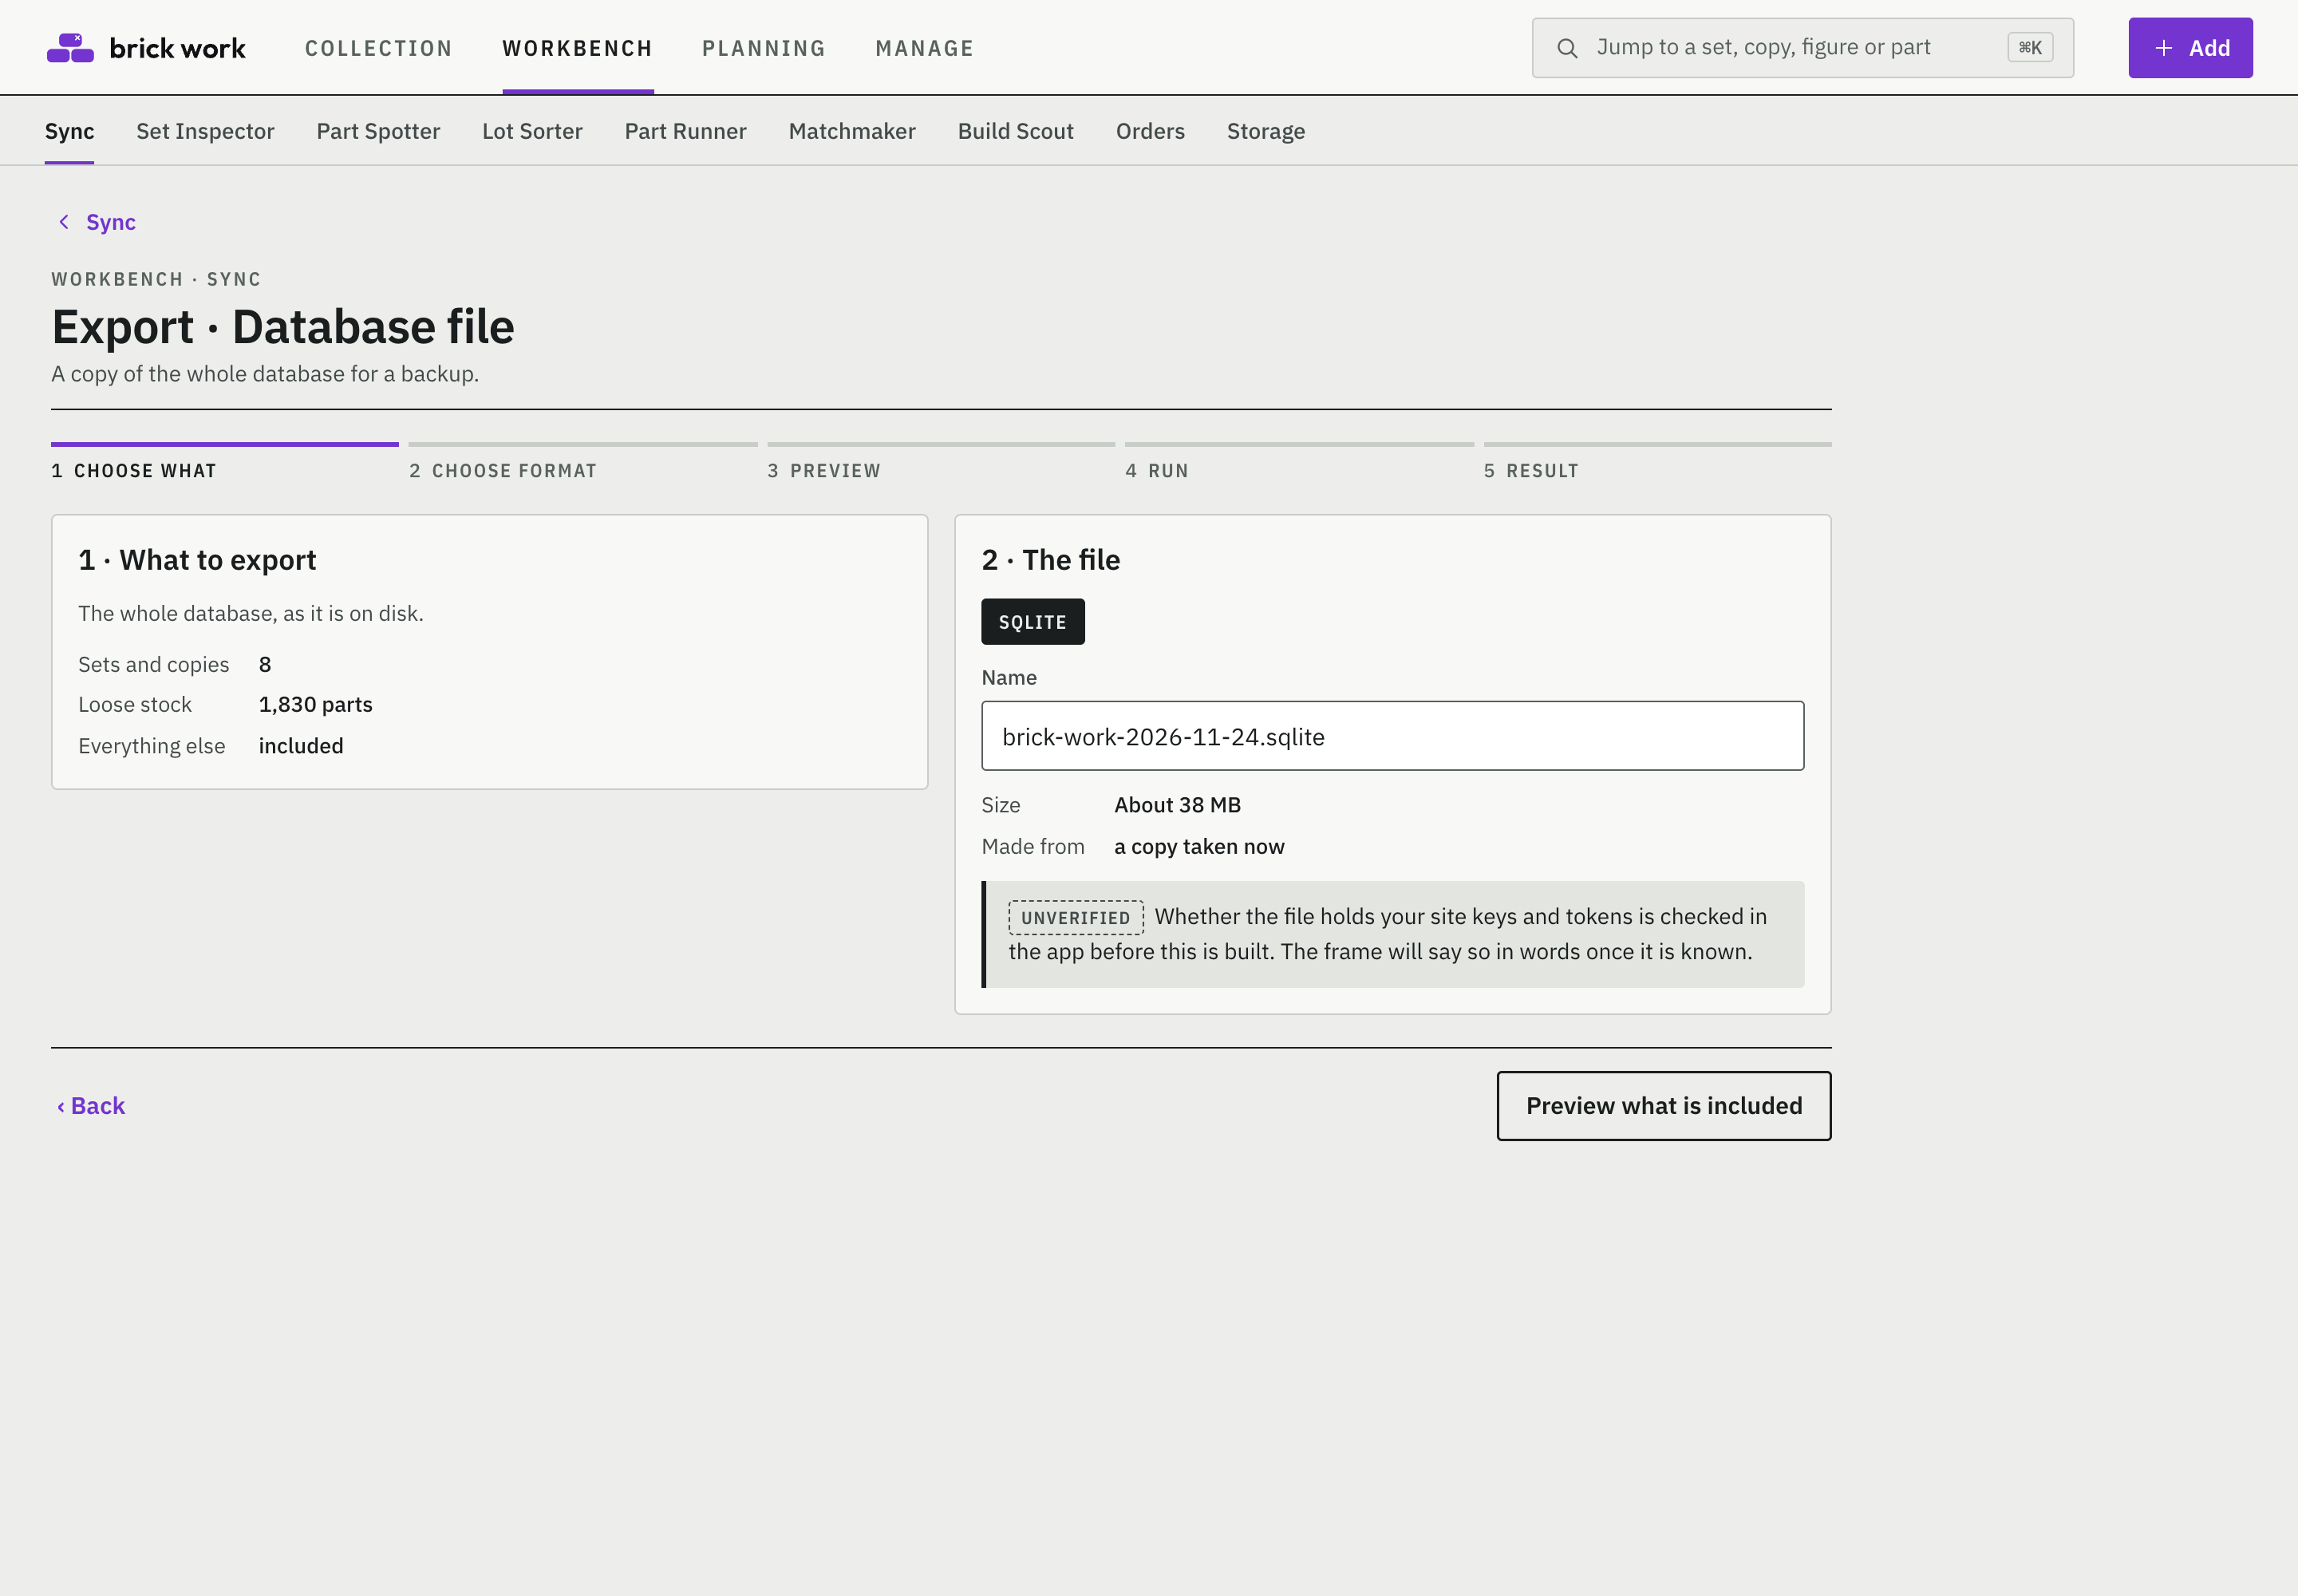 brick work
COLLECTION
WORKBENCH
PLANNING
MANAGE
Jump to a set, copy, figure or part
⌘K
+ Add
Sync
Set Inspector
Part Spotter
Lot Sorter
Part Runner
Matchmaker
Build Scout
Orders
Storage
‹ Sync
WORKBENCH · SYNC
Export · Database file
A copy of the whole database for a backup.
1 CHOOSE WHAT
2 CHOOSE FORMAT
3 PREVIEW
4 RUN
5 RESULT
1 · What to export
The whole database, as it is on disk.
Sets and copies 8
Loose stock 1,830 parts
Everything else included
2 · The file
SQLITE
Name
brick-work-2026-11-24.sqlite
Size About 38 MB
Made from a copy taken now
UNVERIFIED Whether the file holds your site keys and tokens is checked in
the app before this is built. The frame will say so in words once it is known.
‹ Back
Preview what is included